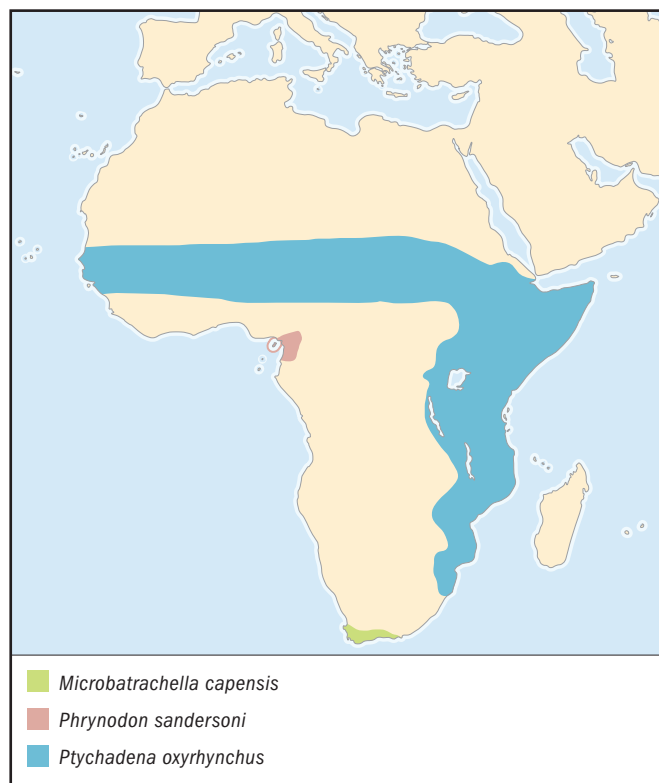 Microbatrachella capensis
Phrynodon sandersoni
Ptychadena oxyrhynchus